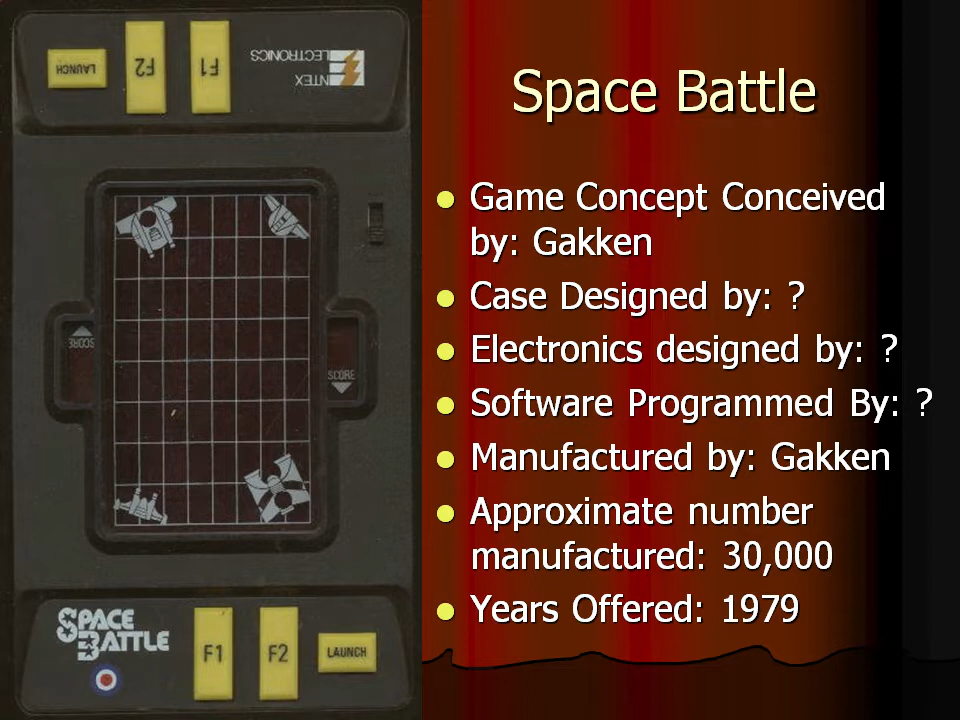 LAUNCH
F2
F1
ENTEX
ELECTRONICS
SCORE
SCORE
SPACE
BATTLE
F1
F2
LAUNCH
Space Battle
Game Concept Conceived
by: Gakken
Case Designed by: ?
Electronics designed by: ?
Software Programmed By: ?
Manufactured by: Gakken
Approximate number
manufactured: 30,000
Years Offered: 1979